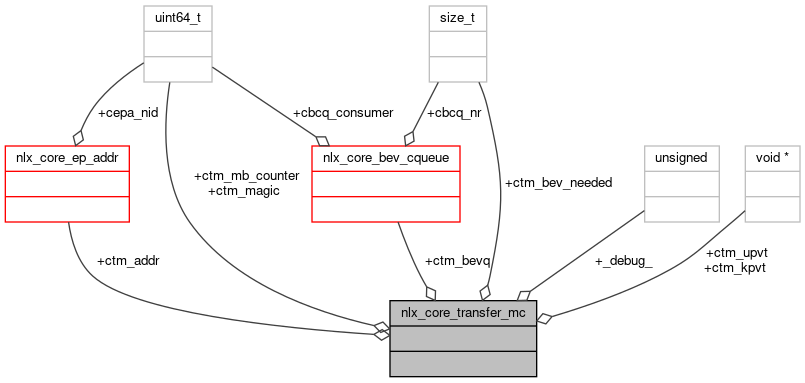 uint64_t
size_t
+cepa_nid
+cbcq_consumer
+cbcq_nr
nlx_core_ep_addr
nlx_core_bev_cqueue
unsigned
void *
+ctm_mb_counter
+ctm_magic
+ctm_bev_needed
+ctm_addr
+ctm_bevq
+_debug_
+ctm_upvt
+ctm_kpvt
nlx_core_transfer_mc